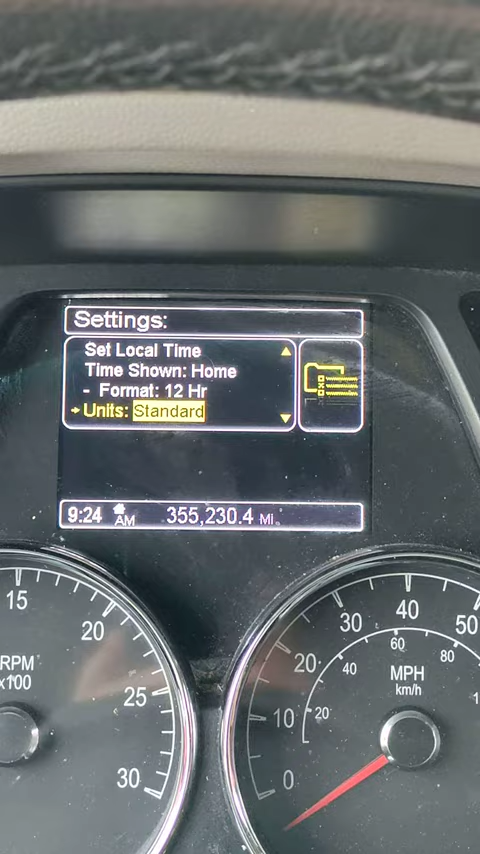 Settings:
Set Local Time
Time Shown: Home
- Format: 12 Hr
Units: Standard
9:24 AM 355,230.4 MI.
15
20
25
30
RPM
x100
0
10
20
30
40
50
20
40
60
80
MPH
km/h